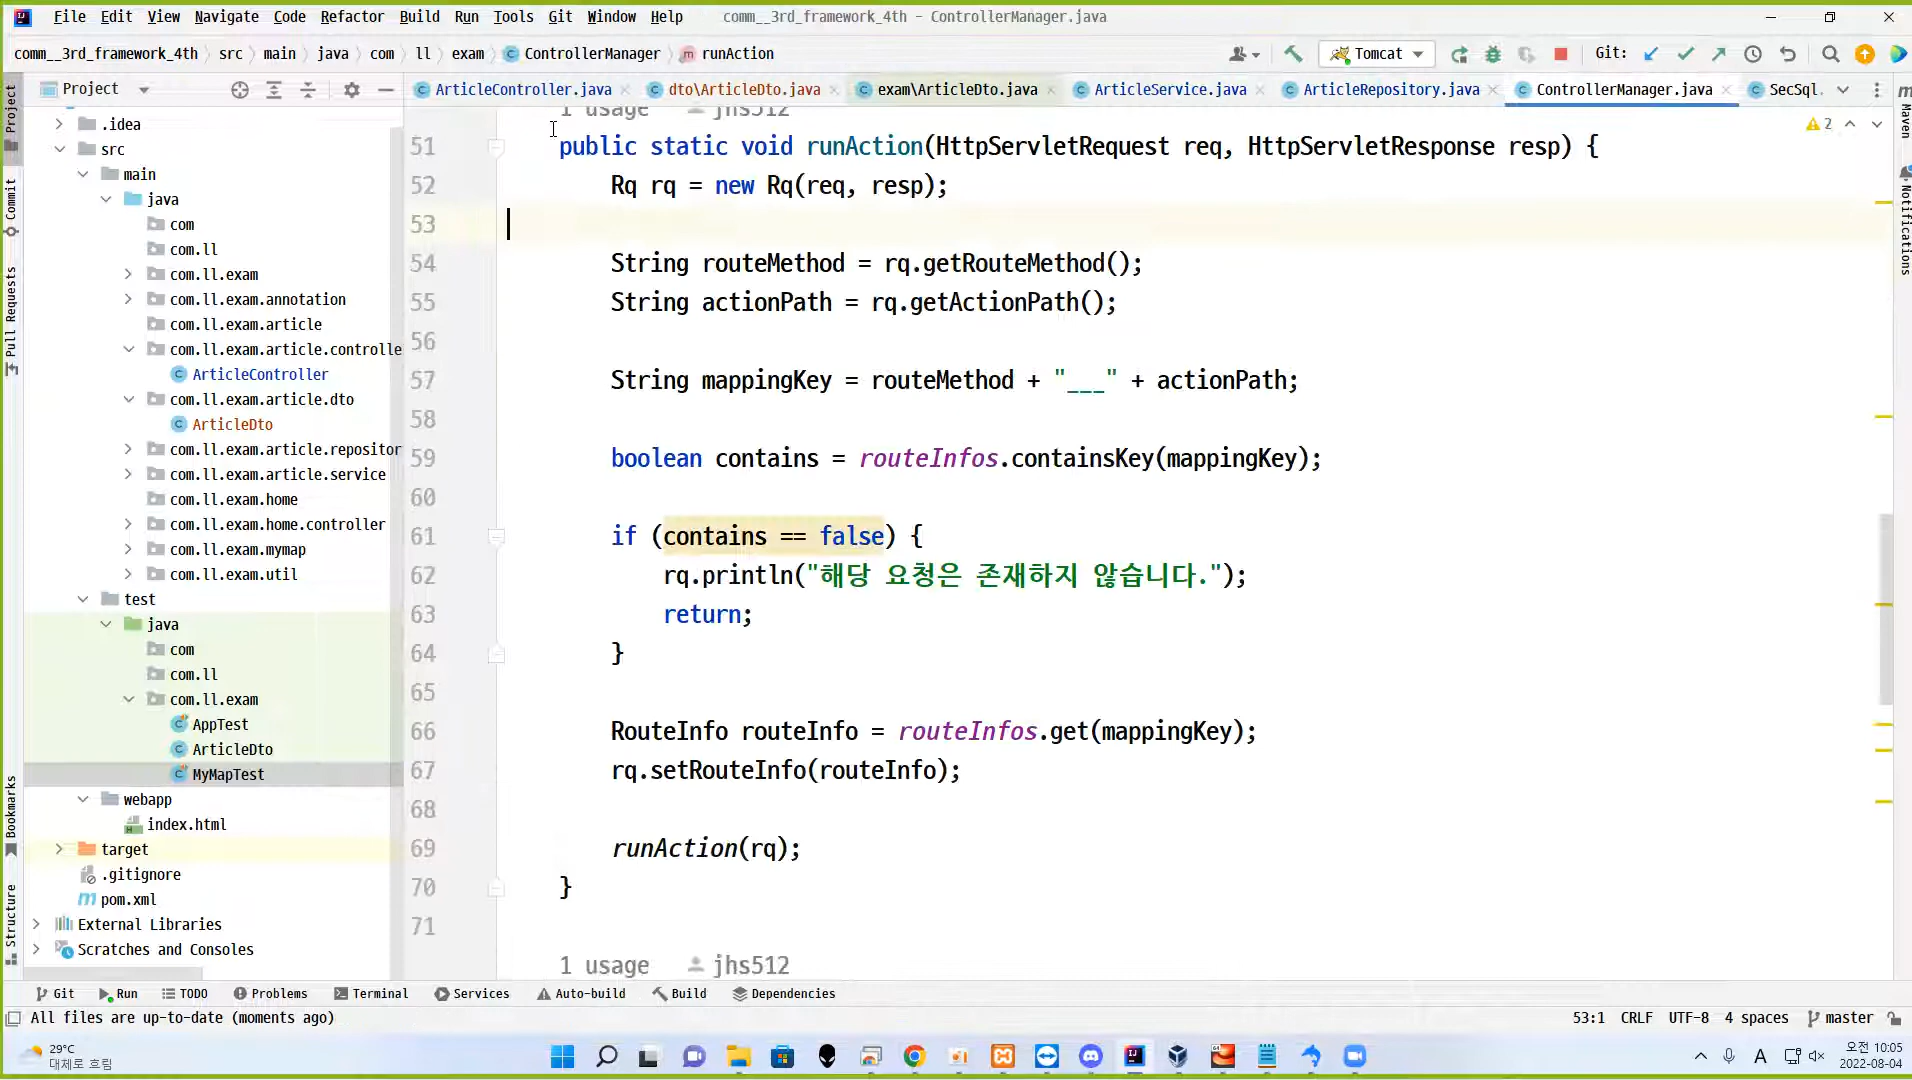 File Edit View Navigate Code Refactor Build Run Tools Git Window Help comm__3rd_framework_4th - ControllerManager.java
comm__3rd_framework_4th src main java com ll exam ControllerManager runAction Tomcat Git:
Project
ArticleController.java dto\ArticleDto.java exam\ArticleDto.java ArticleService.java ArticleRepository.java ControllerManager.java SecSql.
Project
Commit
Pull Requests
Bookmarks
Structure
.idea
src
main
java
com
com.ll
com.ll.exam
com.ll.exam.annotation
com.ll.exam.article
com.ll.exam.article.controlle
ArticleController
com.ll.exam.article.dto
ArticleDto
com.ll.exam.article.repositor
com.ll.exam.article.service
com.ll.exam.home
com.ll.exam.home.controller
com.ll.exam.mymap
com.ll.exam.util
test
java
com
com.ll
com.ll.exam
AppTest
ArticleDto
MyMapTest
webapp
index.html
target
.gitignore
pom.xml
External Libraries
Scratches and Consoles
1 usage jhs512
51 public static void runAction(HttpServletRequest req, HttpServletResponse resp) {
52 Rq rq = new Rq(req, resp);
53
54 String routeMethod = rq.getRouteMethod();
55 String actionPath = rq.getActionPath();
56
57 String mappingKey = routeMethod + "___" + actionPath;
58
59 boolean contains = routeInfos.containsKey(mappingKey);
60
61 if (contains == false) {
62 rq.println("해당 요청은 존재하지 않습니다.");
63 return;
64 }
65
66 RouteInfo routeInfo = routeInfos.get(mappingKey);
67 rq.setRouteInfo(routeInfo);
68
69 runAction(rq);
70 }
71
1 usage jhs512
2
Maven
Notifications
Git Run TODO Problems Terminal Services Auto-build Build Dependencies
All files are up-to-date (moments ago) 53:1 CRLF UTF-8 4 spaces master
29°C
대체로 흐림
A
오전 10:05
2022-08-04